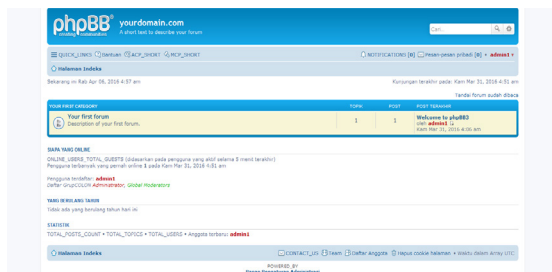 phpBB®
creating communities
yourdomain.com
A short text to describe your forum
Cari...
QUICK_LINKS Bantuan ACP_SHORT MCP_SHORT
NOTIFICATIONS [0] Pesan-pesan pribadi [0] admin1
Halaman Indeks
Sekarang ini Rab Apr 06, 2016 4:57 am
Kunjungan terakhir pada: Kam Mar 31, 2016 4:51 am
Tandai forum sudah dibaca
YOUR FIRST CATEGORY TOPIK POST POST TERAKHIR
Your first forum
Description of your first forum.
1 1
Welcome to phpBB3
oleh admin1
Kam Mar 31, 2016 4:06 am
SIAPA YANG ONLINE
ONLINE_USERS_TOTAL_GUESTS (didasarkan pada pengguna yang aktif selama 5 menit terakhir)
Pengguna terbanyak yang pernah online 1 pada Kam Mar 31, 2016 4:51 am
Pengguna terdaftar: admin1
Daftar GrupCOLON Administrator, Global Moderators
YANG BERULANG TAHUN
Tidak ada yang berulang tahun hari ini
STATISTIK
TOTAL_POSTS_COUNT • TOTAL_TOPICS • TOTAL_USERS • Anggota terbaru: admin1
Halaman Indeks
CONTACT_US Team Daftar Anggota Hapus cookie halaman • Waktu dalam Array UTC
POWERED_BY